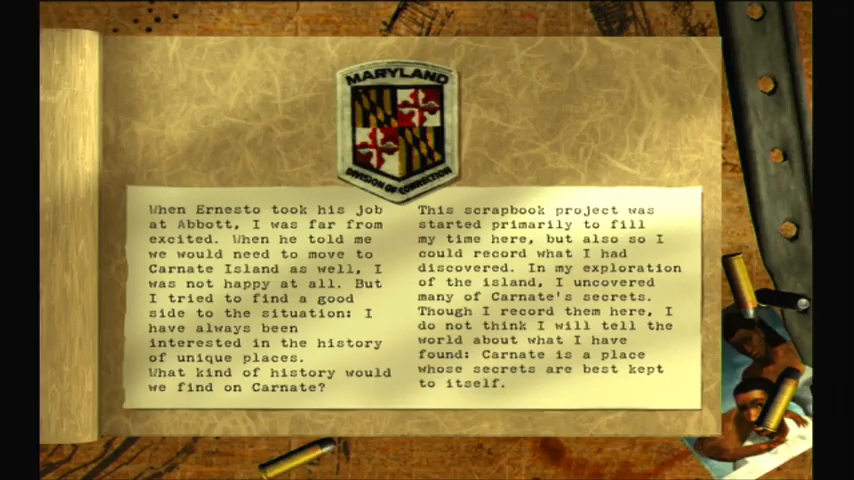 MARYLAND
DIVISION OF CORRECTION
When Ernesto took his job
at Abbott, I was far from
excited. When he told me
we would need to move to
Carnate Island as well, I
was not happy at all. But
I tried to find a good
side to the situation: I
have always been
interested in the history
of unique places.
What kind of history would
we find on Carnate?
This scrapbook project was
started primarily to fill
my time here, but also so I
could record what I had
discovered. In my exploration
of the island, I uncovered
many of Carnate's secrets.
Though I record them here, I
do not think I will tell the
world about what I have
found: Carnate is a place
whose secrets are best kept
to itself.